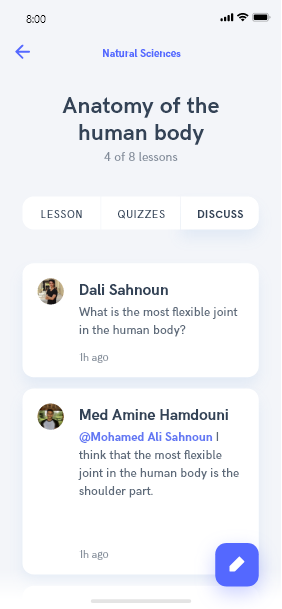 8:00
Natural Sciences
Anatomy of the
human body
4 of 8 lessons
LESSON QUIZZES DISCUSS
Dali Sahnoun
What is the most flexible joint
in the human body?
1h ago
Med Amine Hamdouni
@Mohamed Ali Sahnoun I
think that the most flexible
joint in the human body is the
shoulder part.
1h ago